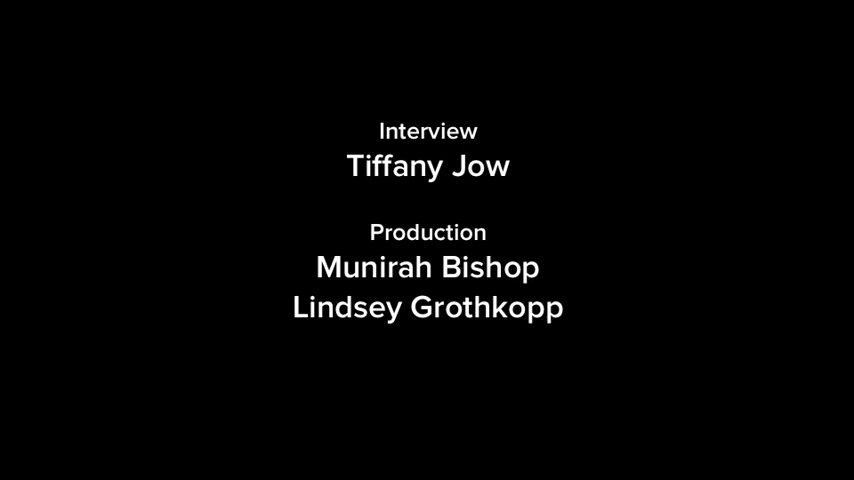 Interview
Tiffany Jow
Production
Munirah Bishop
Lindsey Grothkopp